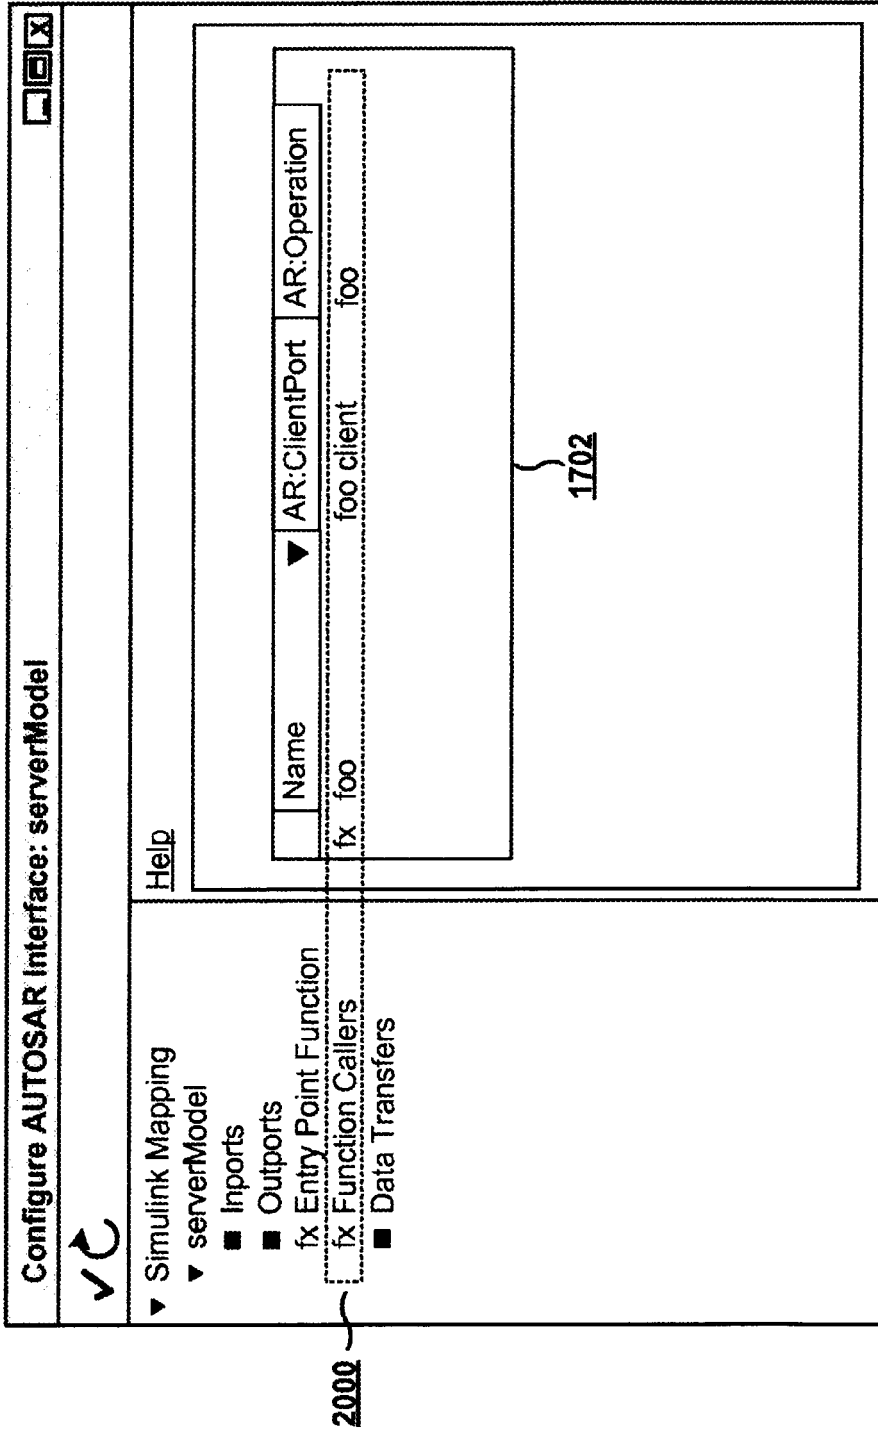 Configure AUTOSAR Interface: serverModel
Simulink Mapping
serverModel
Inports
Outports
fx Entry Point Function
fx Function Callers
Data Transfers
Help
Name AR:ClientPort AR:Operation
fx foo foo client foo
1702
2000